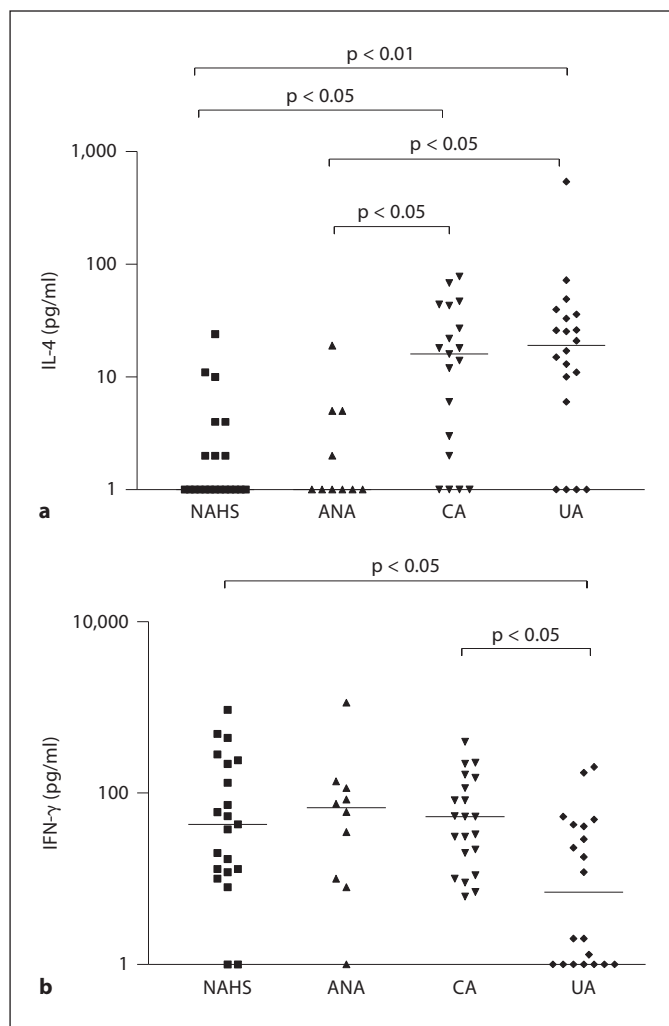 p < 0.01
p < 0.05
p < 0.05
p < 0.05
1,000
100
10
1
IL-4 (pg/ml)
NAHS ANA CA UA
a
p < 0.05
p < 0.05
10,000
100
1
IFN-γ (pg/ml)
NAHS ANA CA UA
b